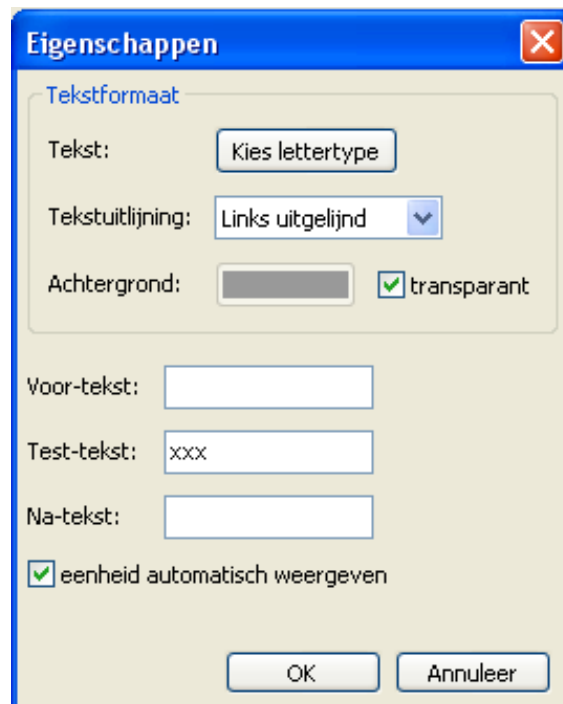 Eigenschappen
Tekstformaat
Tekst: Kies lettertype
Tekstuitlijning: Links uitgelijnd
Achtergrond: transparant
Voor-tekst:
Test-tekst: xxx
Na-tekst:
eenheid automatisch weergeven
OK Annuleer